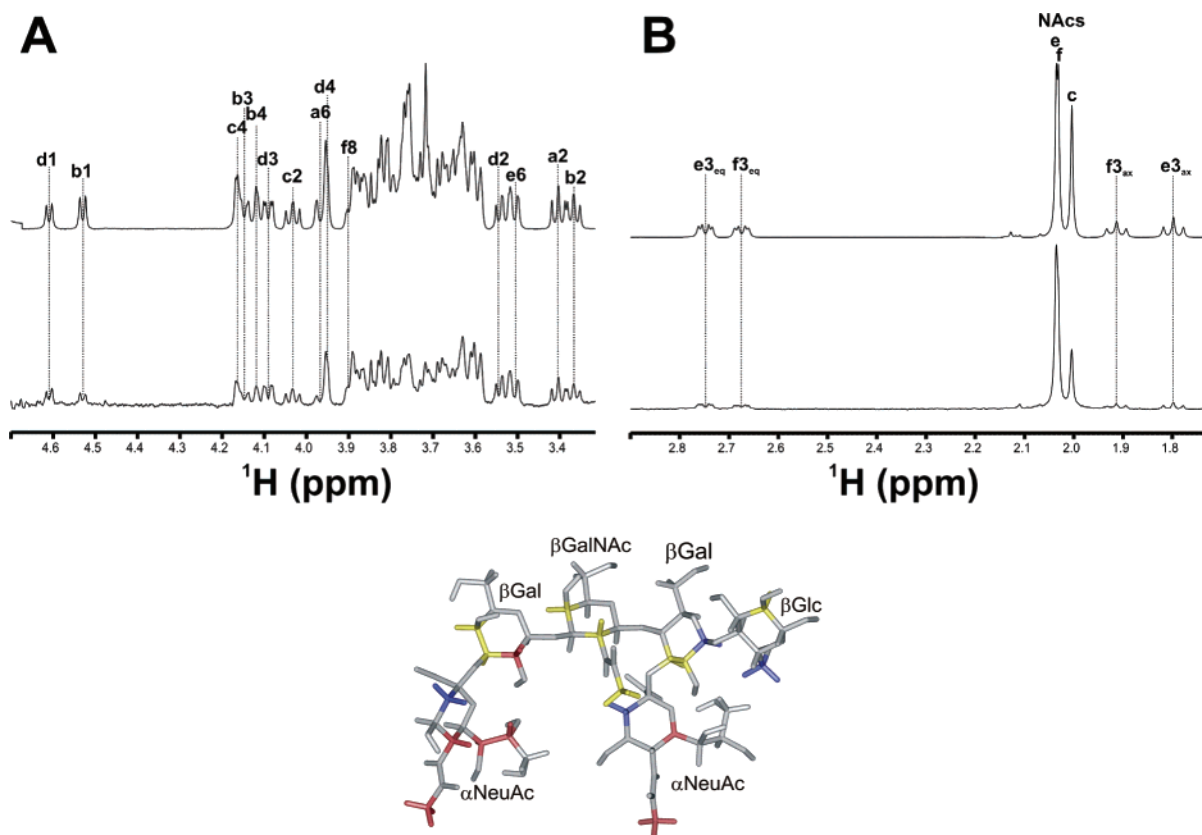 A
B
NAcs
e
f
c
d4
b3
a6
b4
c4
d3
f8
d1
b1
c2
d2
e6
a2
b2
e3eq
f3eq
f3ax
e3ax
4.6 4.5 4.4 4.3 4.2 4.1 4.0 3.9 3.8 3.7 3.6 3.5 3.4
2.8 2.7 2.6 2.5 2.4 2.3 2.2 2.1 2.0 1.9 1.8
¹H (ppm)
¹H (ppm)
βGalNAc
βGal
βGal
βGlc
αNeuAc
αNeuAc